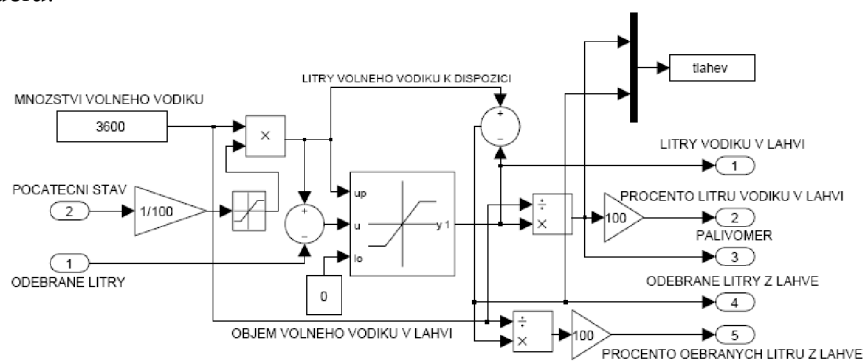 LITRY VOLNEHO VODIKU K DISPOZICI
tlahev
MNOZSTVI VOLNEHO VODIKU
3600
×
+
−
LITRY VODIKU V LAHVI
1
POCATECNI STAV
2
1/100
up
u
lo
y 1
+
−
÷
×
100
PROCENTO LITRU VODIKU V LAHVI
2
PALIVOMER
3
1
ODEBRANE LITRY
0
ODEBRANE LITRY Z LAHVE
4
OBJEM VOLNEHO VODIKU V LAHVI
÷
×
100
5
PROCENTO OEBRANYCH LITRU Z LAHVE